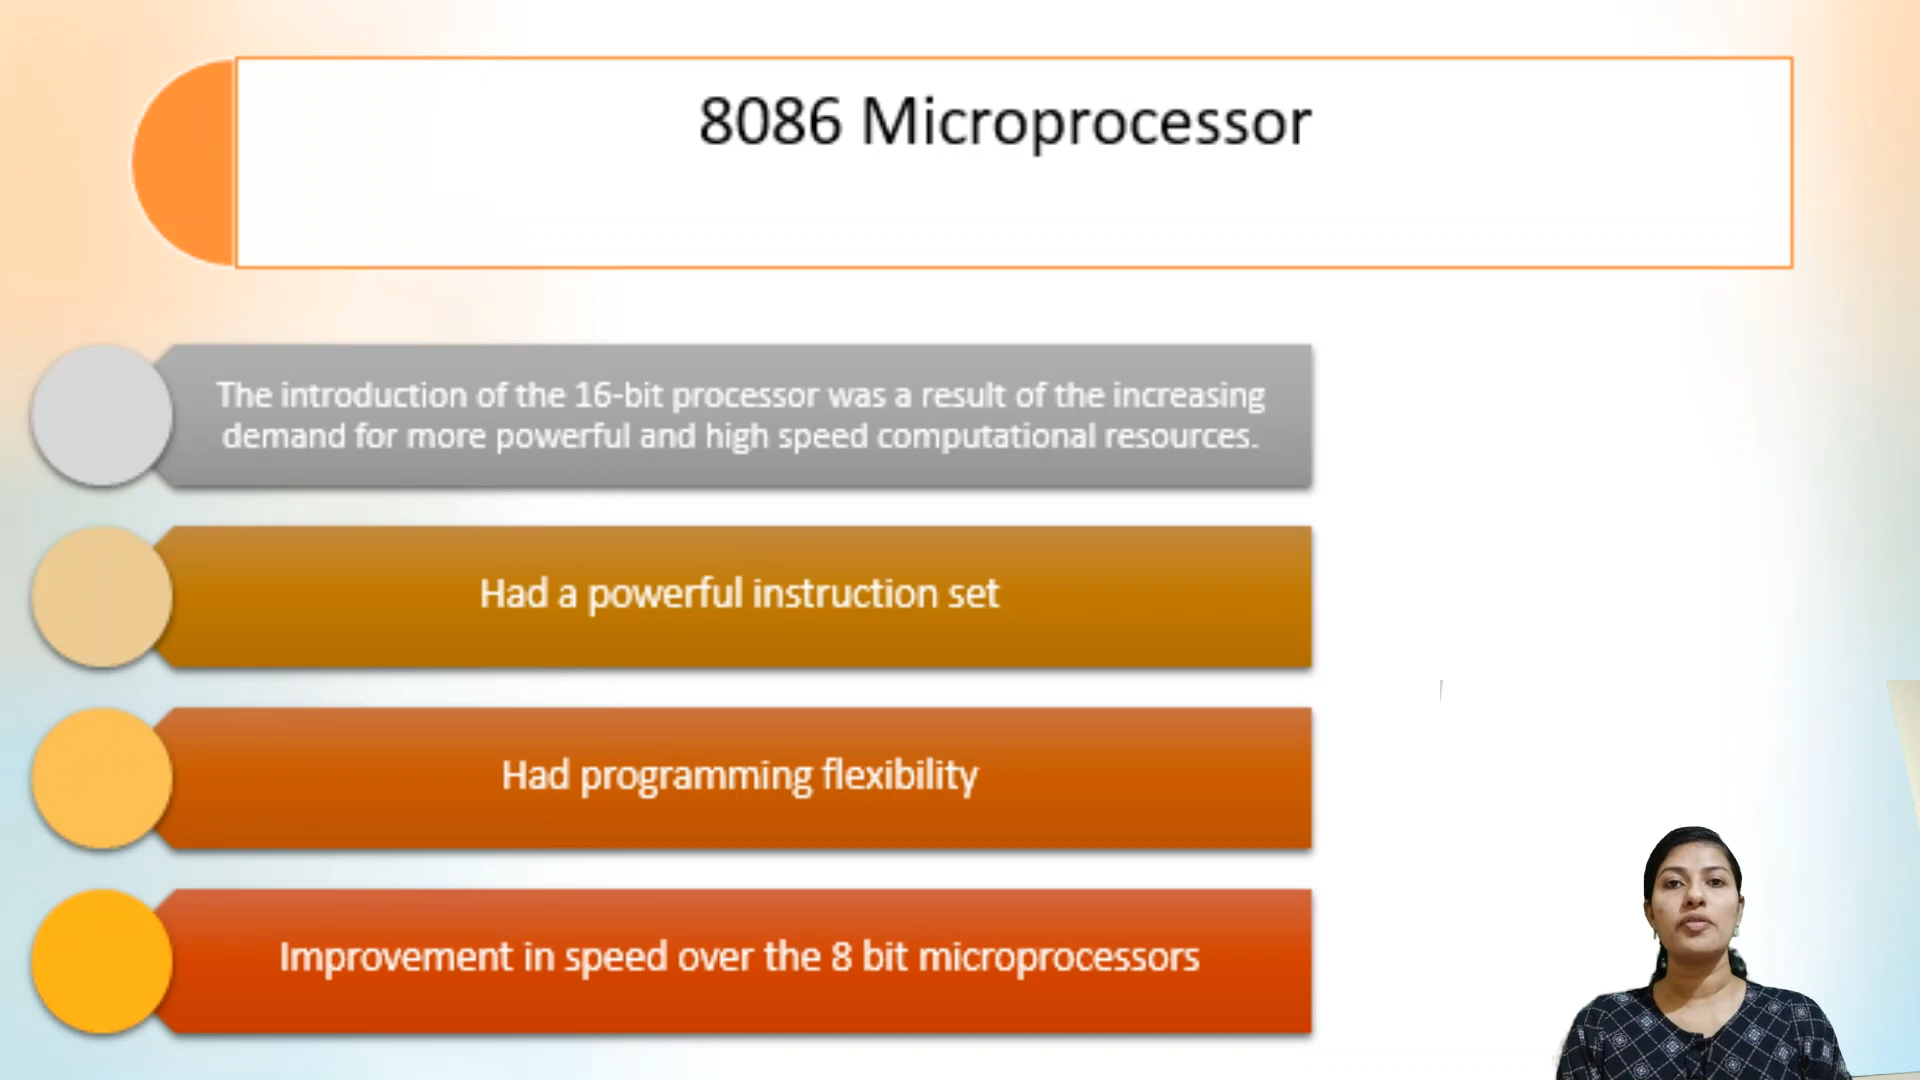 8086 Microprocessor
The introduction of the 16-bit processor was a result of the increasing
demand for more powerful and high speed computational resources.
Had a powerful instruction set
Had programming flexibility
Improvement in speed over the 8 bit microprocessors